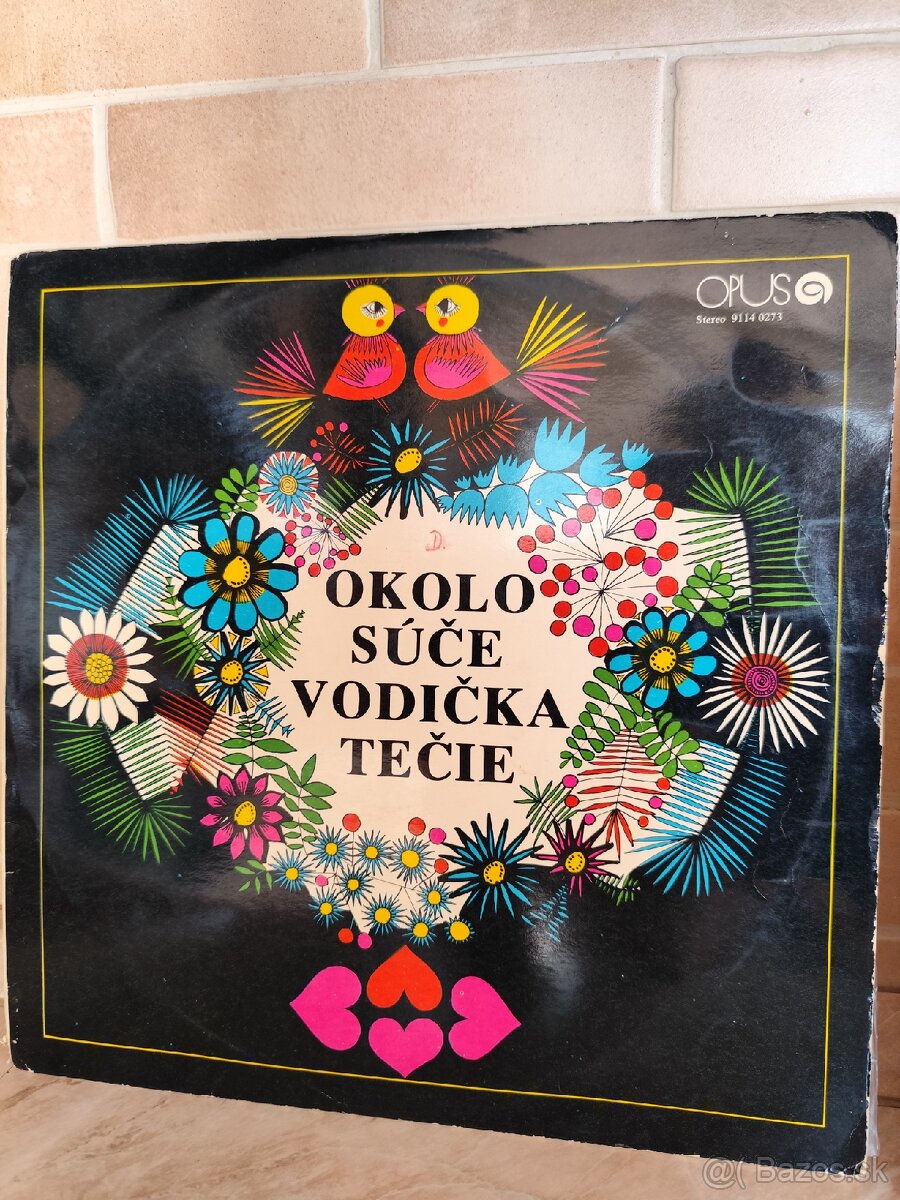 OPUS
Stereo 9114 0273
D.
OKOLO
SÚČE
VODIČKA
TEČIE
@( Bazos.sk